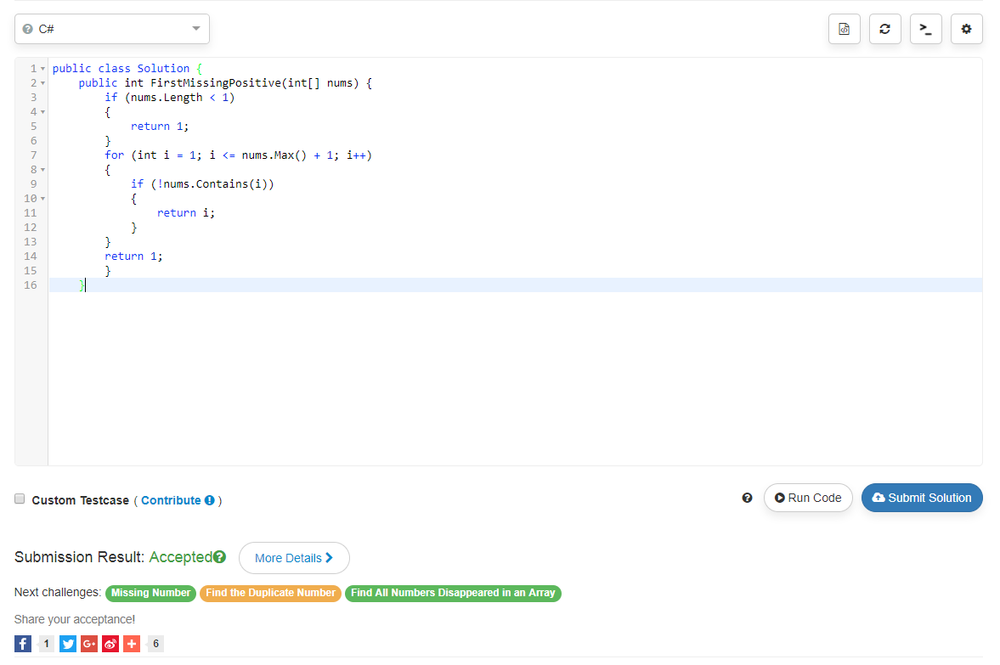 C#
1 public class Solution {
2     public int FirstMissingPositive(int[] nums) {
3         if (nums.Length < 1)
4         {
5             return 1;
6         }
7         for (int i = 1; i <= nums.Max() + 1; i++)
8         {
9             if (!nums.Contains(i))
10             {
11                 return i;
12             }
13         }
14         return 1;
15         }
16     }
Custom Testcase ( Contribute )
Run Code
Submit Solution
Submission Result: Accepted
More Details
Next challenges: Missing Number Find the Duplicate Number Find All Numbers Disappeared in an Array
Share your acceptance!
f 1 G+ + 6